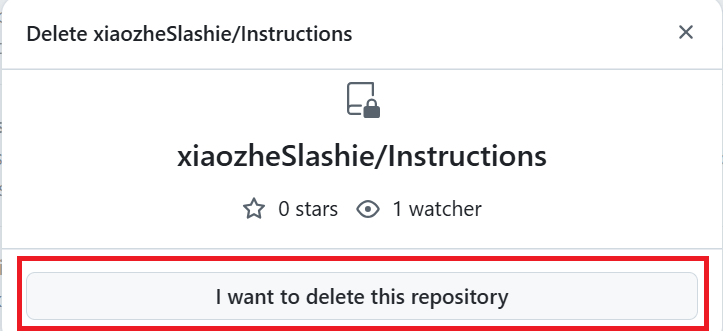 Delete xiaozheSlashie/Instructions
xiaozheSlashie/Instructions
0 stars 1 watcher
I want to delete this repository